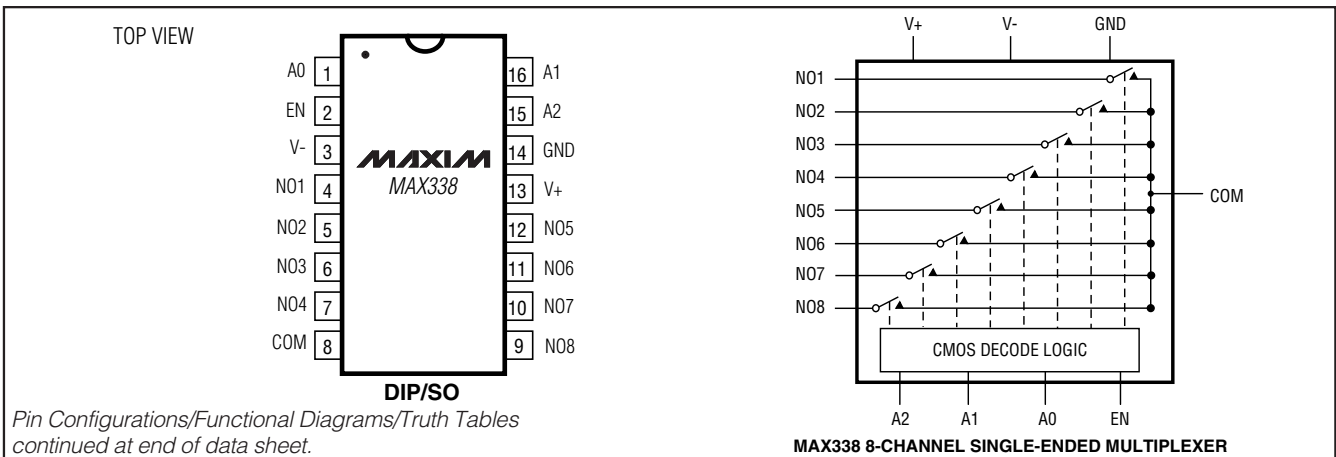 TOP VIEW
A0 1
EN 2
V- 3
NO1 4
NO2 5
NO3 6
NO4 7
COM 8
16 A1
15 A2
14 GND
13 V+
12 NO5
11 NO6
10 NO7
9 NO8
MAXIM
MAX338
DIP/SO
Pin Configurations/Functional Diagrams/Truth Tables
continued at end of data sheet.
V+ V- GND
NO1
NO2
NO3
NO4
NO5
NO6
NO7
NO8
COM
CMOS DECODE LOGIC
A2 A1 A0 EN
MAX338 8-CHANNEL SINGLE-ENDED MULTIPLEXER